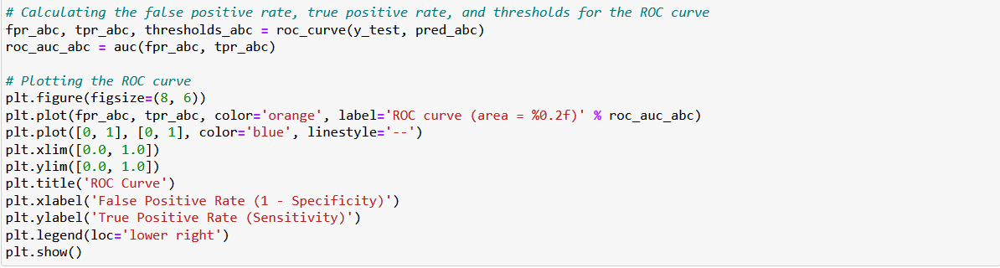 # Calculating the false positive rate, true positive rate, and thresholds for the ROC curve
fpr_abc, tpr_abc, thresholds_abc = roc_curve(y_test, pred_abc)
roc_auc_abc = auc(fpr_abc, tpr_abc)
# Plotting the ROC curve
plt.figure(figsize=(8, 6))
plt.plot(fpr_abc, tpr_abc, color='orange', label='ROC curve (area = %0.2f)' % roc_auc_abc)
plt.plot([0, 1], [0, 1], color='blue', linestyle='--')
plt.xlim([0.0, 1.0])
plt.ylim([0.0, 1.0])
plt.title('ROC Curve')
plt.xlabel('False Positive Rate (1 - Specificity)')
plt.ylabel('True Positive Rate (Sensitivity)')
plt.legend(loc='lower right')
plt.show()